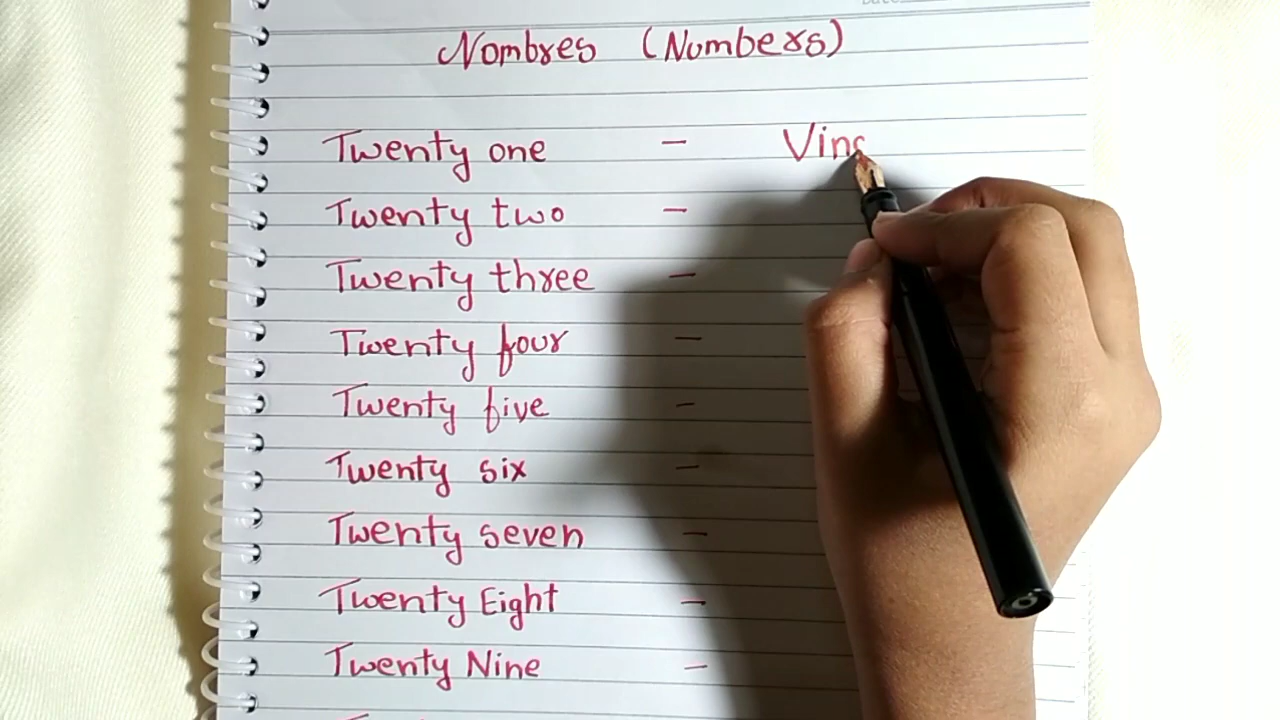 Nombres (Numbers)
Twenty one - Vin
Twenty two -
Twenty three -
Twenty four -
Twenty five -
Twenty six -
Twenty seven -
Twenty Eight -
Twenty Nine -